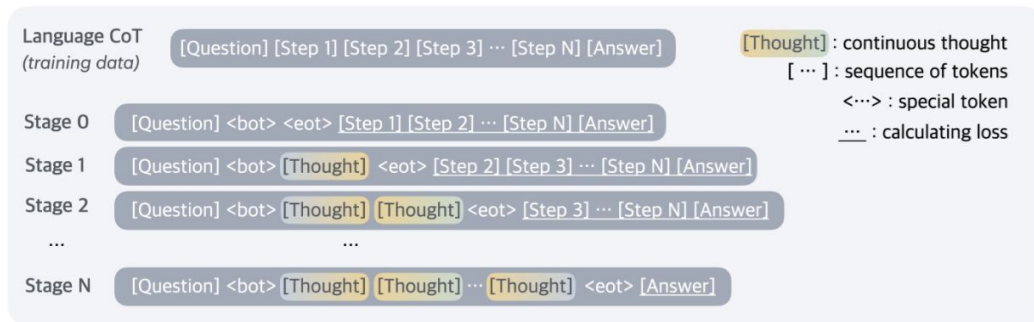 Language CoT
(training data)
[Question] [Step 1] [Step 2] [Step 3] ··· [Step N] [Answer]
[Thought] : continuous thought
[ ··· ] : sequence of tokens
<···> : special token
··· : calculating loss
Stage 0 [Question] <bot> <eot> [Step 1] [Step 2] ··· [Step N] [Answer]
Stage 1 [Question] <bot> [Thought] <eot> [Step 2] [Step 3] ··· [Step N] [Answer]
Stage 2 [Question] <bot> [Thought] [Thought] <eot> [Step 3] ··· [Step N] [Answer]
... ...
Stage N [Question] <bot> [Thought] [Thought] ··· [Thought] <eot> [Answer]